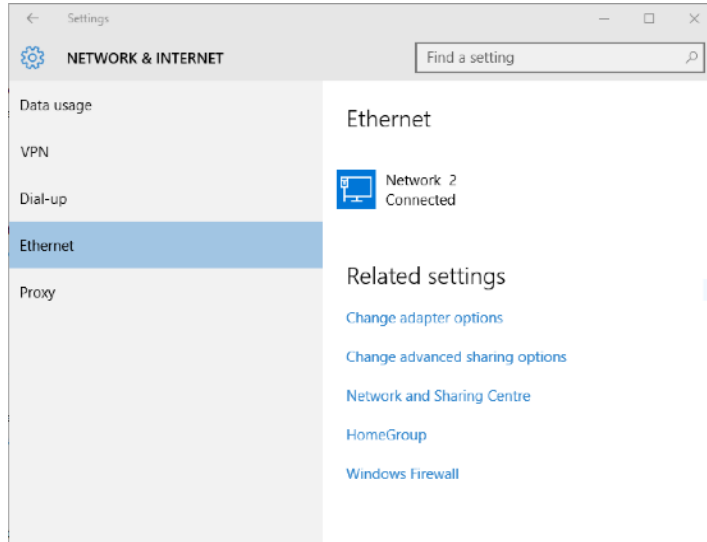 Settings
NETWORK & INTERNET
Find a setting
Data usage
VPN
Dial-up
Ethernet
Proxy
Ethernet
Network 2
Connected
Related settings
Change adapter options
Change advanced sharing options
Network and Sharing Centre
HomeGroup
Windows Firewall